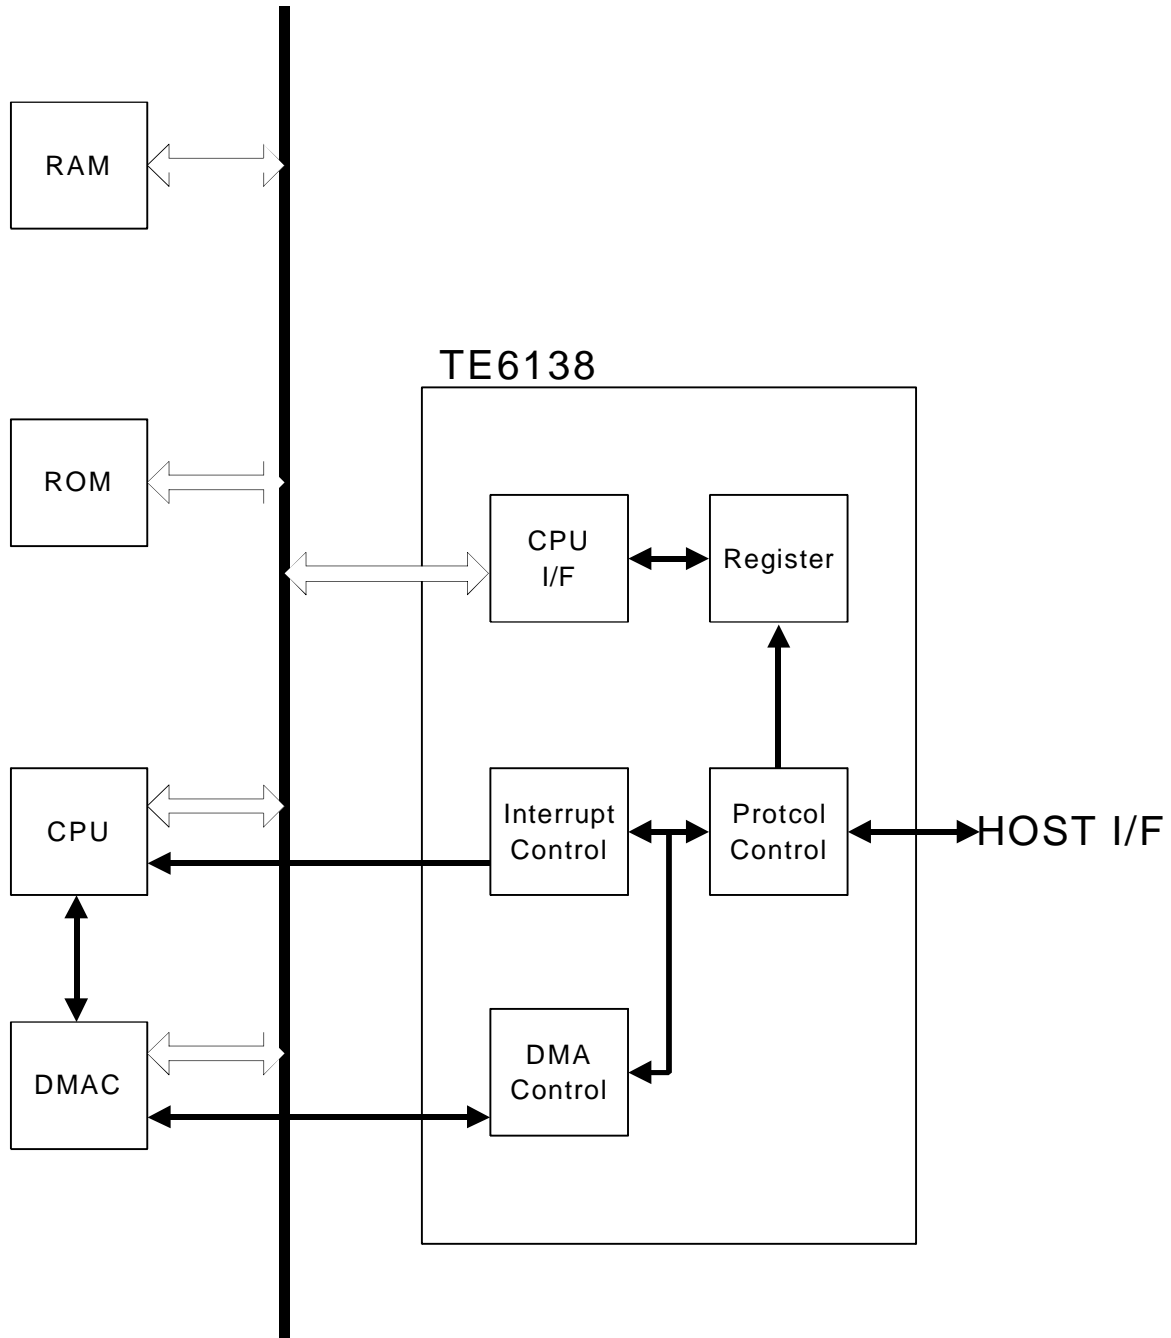 RAM
TE6138
ROM
CPU
I/F
Register
CPU
Interrupt
Control
Protcol
Control
HOST I/F
DMAC
DMA
Control